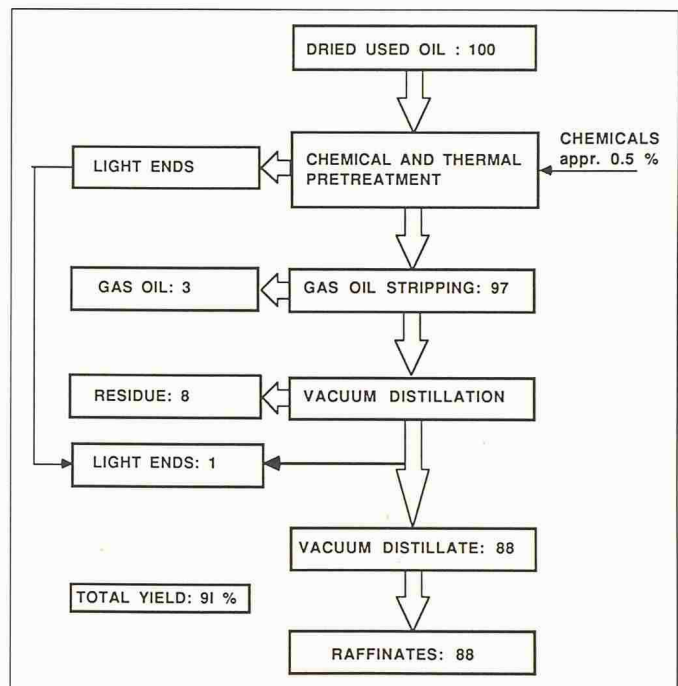 DRIED USED OIL : 100
CHEMICALS
appr. 0.5 %
LIGHT ENDS
CHEMICAL AND THERMAL
PRETREATMENT
GAS OIL: 3
GAS OIL STRIPPING: 97
RESIDUE: 8
VACUUM DISTILLATION
LIGHT ENDS: 1
VACUUM DISTILLATE: 88
TOTAL YIELD: 9I %
RAFFINATES: 88